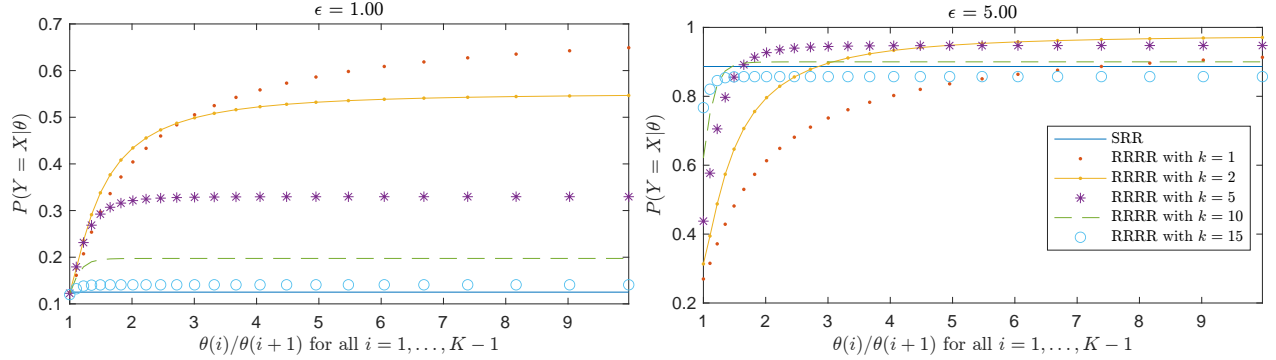 ϵ = 1.00
0.7
0.6
0.5
0.4
0.3
0.2
0.1
P(Y = X|θ)
1 2 3 4 5 6 7 8 9
θ(i)/θ(i + 1) for all i = 1, . . . , K − 1
ϵ = 5.00
1
0.8
0.6
0.4
0.2
P(Y = X|θ)
SRR
RRRR with k = 1
RRRR with k = 2
RRRR with k = 5
RRRR with k = 10
RRRR with k = 15
1 2 3 4 5 6 7 8 9
θ(i)/θ(i + 1) for all i = 1, . . . , K − 1